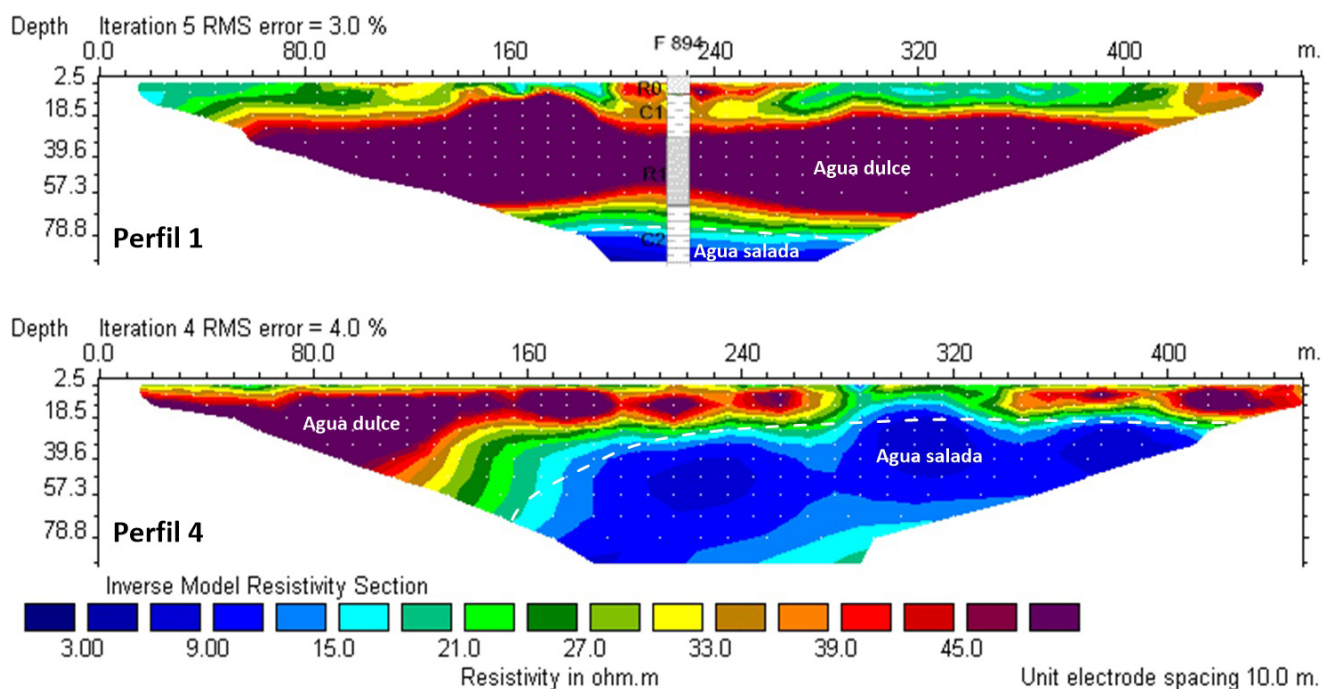 Depth Iteration 5 RMS error = 3.0 %
F 894
0.0 80.0 160 240 320 400 m.
2.5
R0
18.5
C1
39.6
Agua dulce
R1
57.3
78.8
Perfil 1
C2
Agua salada
Depth Iteration 4 RMS error = 4.0 %
0.0 80.0 160 240 320 400 m.
2.5
18.5
Agua dulce
39.6
Agua salada
57.3
78.8
Perfil 4
Inverse Model Resistivity Section
3.00 9.00 15.0 21.0 27.0 33.0 39.0 45.0
Resistivity in ohm.m
Unit electrode spacing 10.0 m.